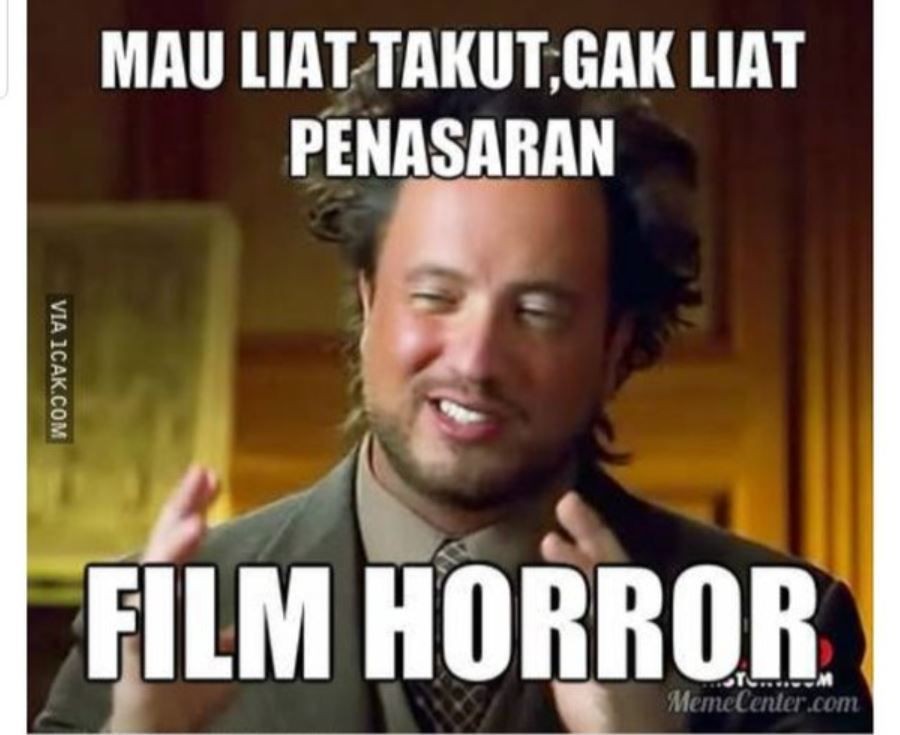 MAU LIAT TAKUT,GAK LIAT
PENASARAN
VIA 1CAK.COM
FILM HORROR
MemeCenter.com